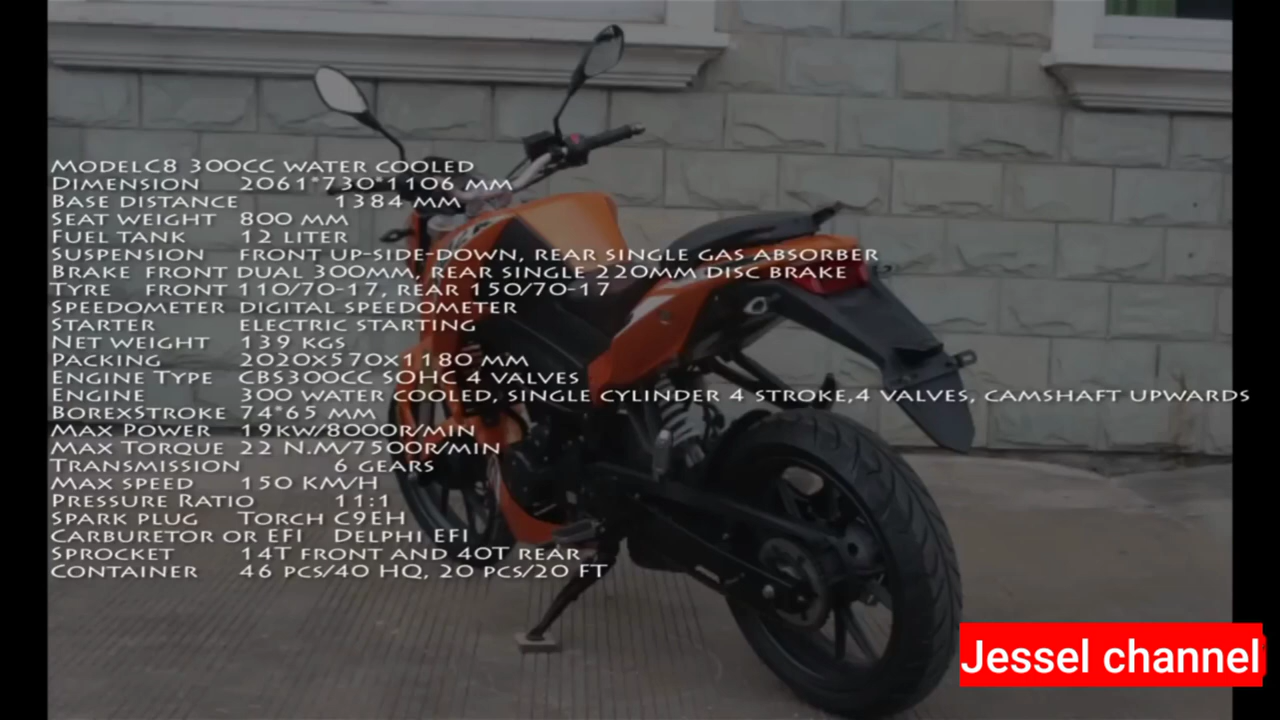 ModelC8 300CC water cooled
Dimension 2061*730*1106 mm
Base distance 1384 mm
Seat weight 800 mm
Fuel tank 12 liter
Suspension front up-side-down, rear single gas absorber
Brake front dual 300mm, rear single 220mm disc brake
Tyre front 110/70-17, rear 150/70-17
Speedometer digital speedometer
Starter electric starting
Net weight 139 kgs
Packing 2020x570x1180 mm
Engine Type CBS300CC SOHC 4 valves
Engine 300 water cooled, single cylinder 4 stroke,4 valves, camshaft upwards
BorexStroke 74*65 mm
Max Power 19kw/8000r/min
Max Torque 22 N.m/7500r/min
Transmission 6 gears
Max speed 150 km/h
Pressure Ratio 11:1
Spark plug Torch C9EH
Carburetor or EFI Delphi EFI
Sprocket 14T front and 40T rear
Container 46 pcs/40 HQ, 20 pcs/20 FT
Jessel channel